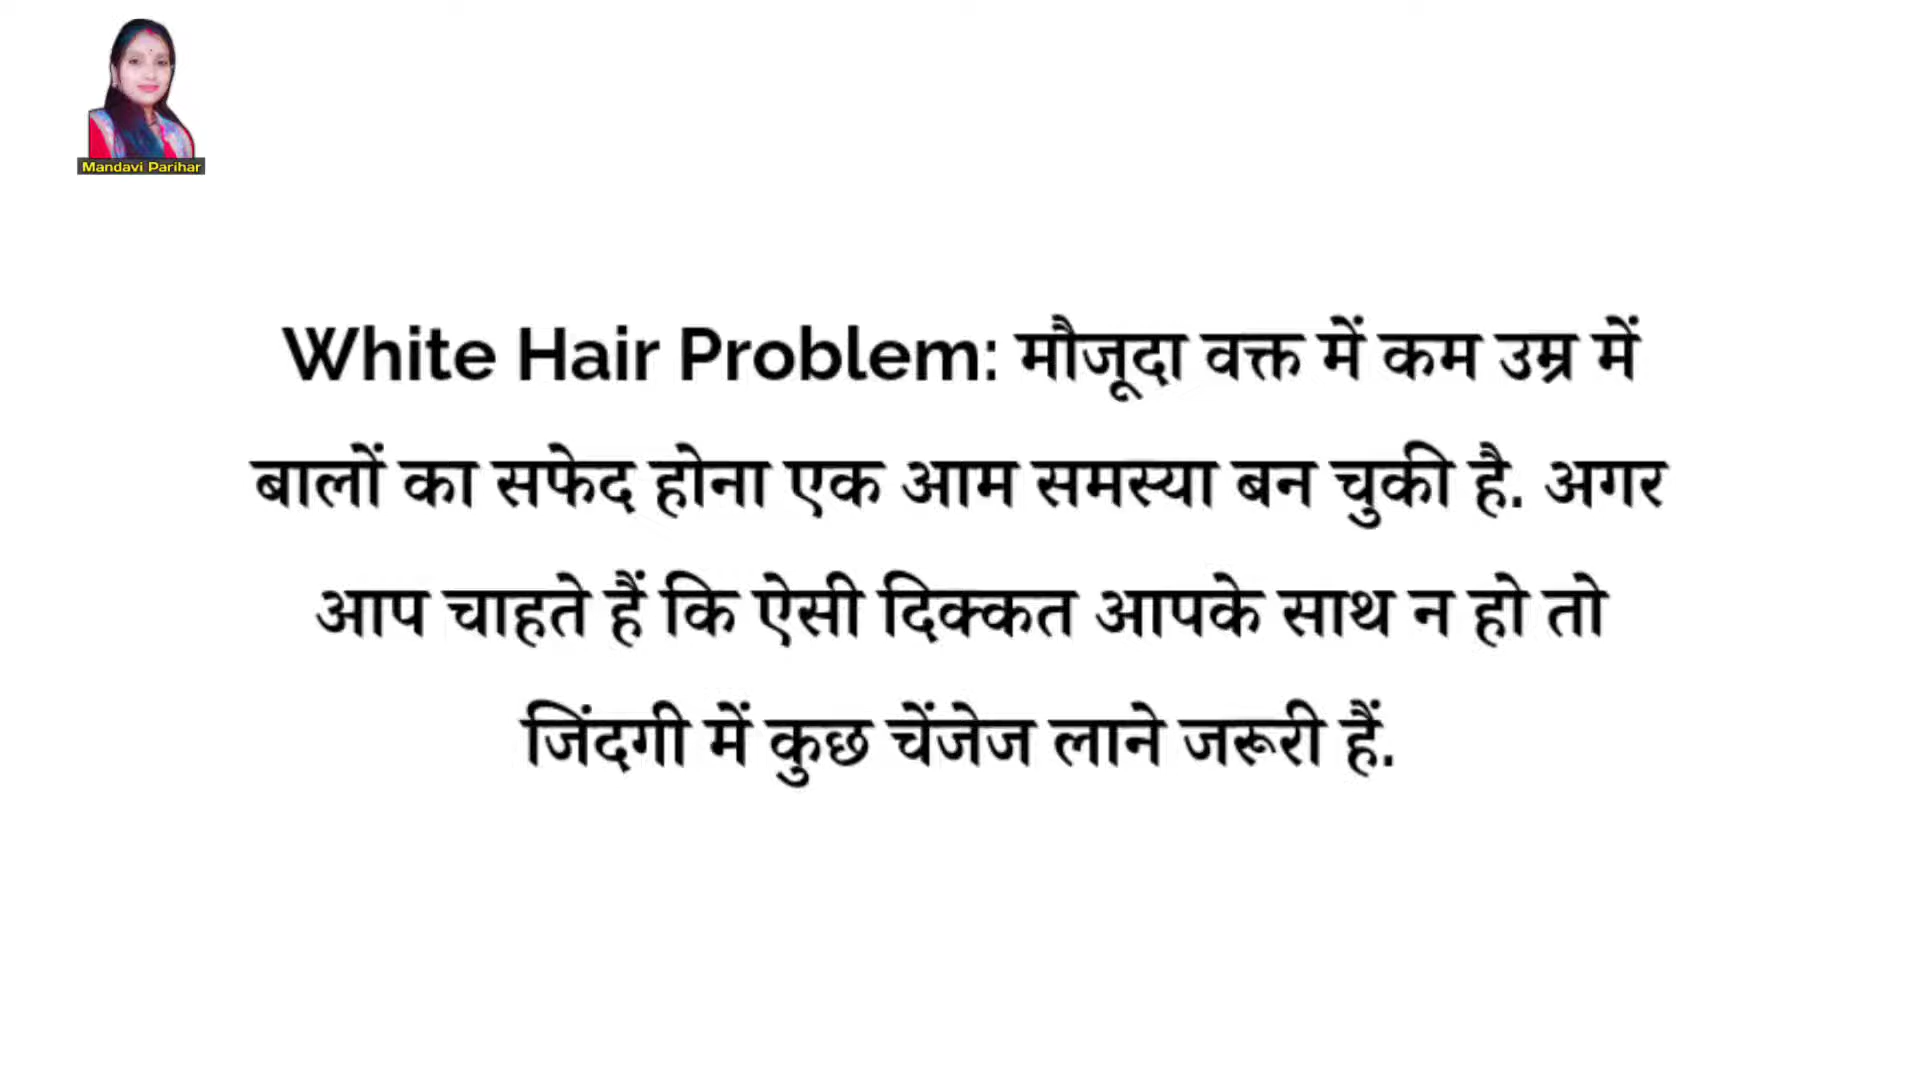 Mandavi Parihar
White Hair Problem: मौजूदा वक्त में कम उम्र में
बालों का सफेद होना एक आम समस्या बन चुकी है. अगर
आप चाहते हैं कि ऐसी दिक्कत आपके साथ न हो तो
जिंदगी में कुछ चेंजेज लाने जरूरी हैं.